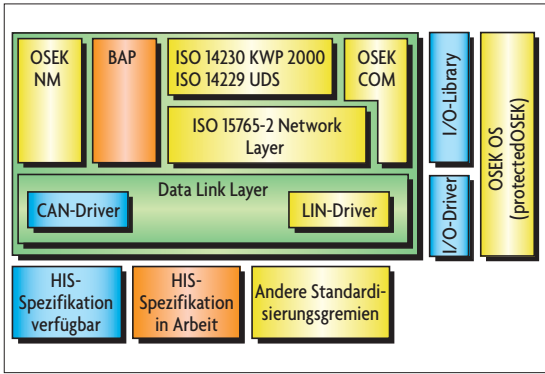 OSEK
NM
BAP
ISO 14230 KWP 2000
ISO 14229 UDS
OSEK
COM
ISO 15765-2 Network
Layer
Data Link Layer
CAN-Driver
LIN-Driver
I/O-Library
I/O-Driver
OSEK OS
(protectedOSEK)
HIS-
Spezifikation
verfügbar
HIS-
Spezifikation
in Arbeit
Andere Standardi-
sierungsgremien